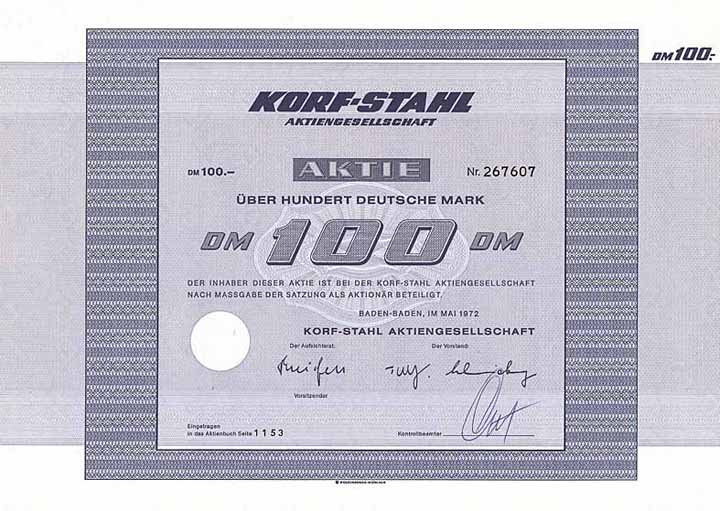 DM 100.-
KORF-STAHL
AKTIENGESELLSCHAFT
DM 100.— AKTIE Nr. 267607
ÜBER HUNDERT DEUTSCHE MARK
DM 100 DM
DER INHABER DIESER AKTIE IST BEI DER KORF-STAHL AKTIENGESELLSCHAFT
NACH MASSGABE DER SATZUNG ALS AKTIONÄR BETEILIGT.
BADEN-BADEN, IM MAI 1972
KORF-STAHL AKTIENGESELLSCHAFT
Der Aufsichtsrat: Der Vorstand:
Vorsitzender
Eingetragen
in das Aktienbuch Seite 1153 Kontrollbeamter